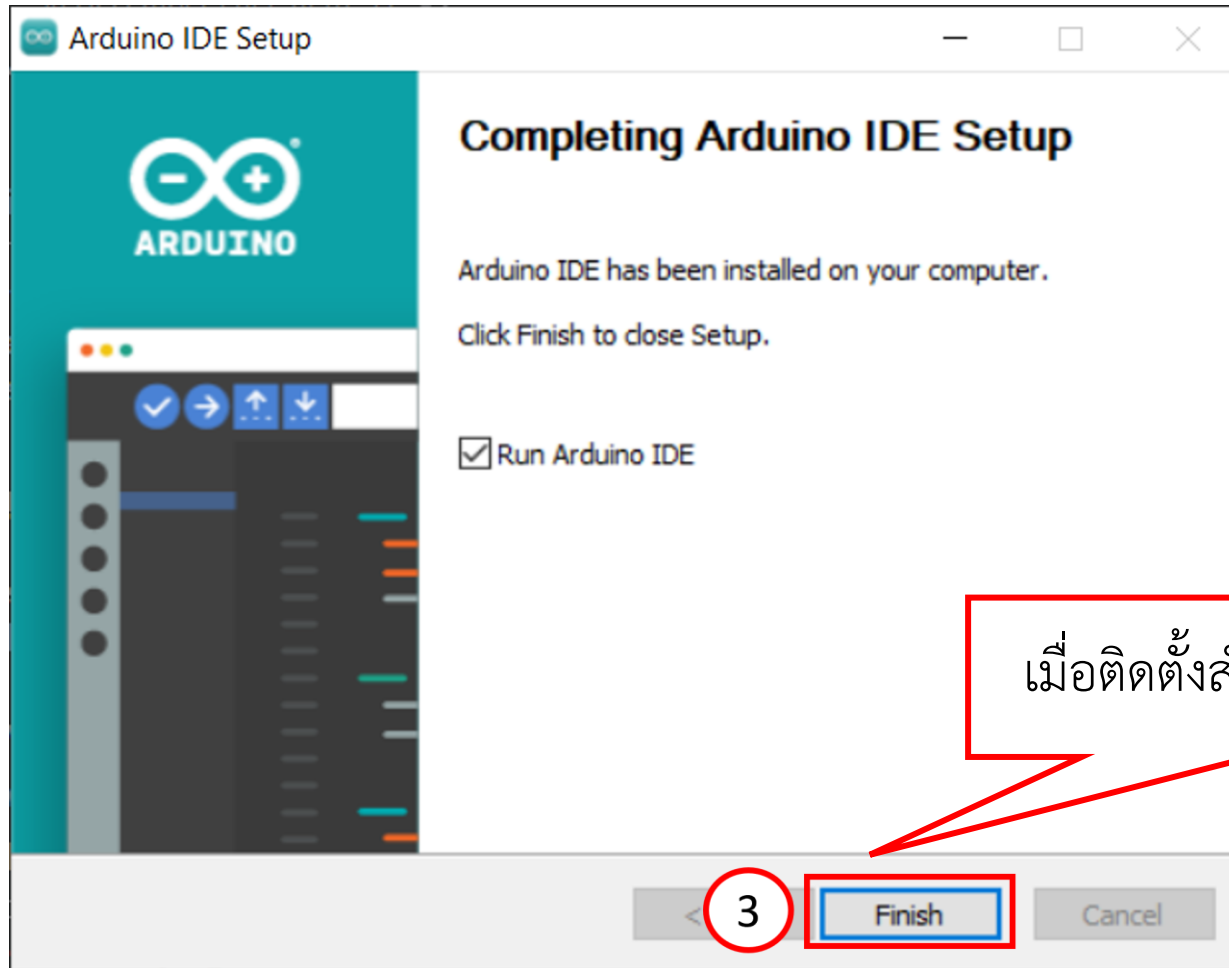 Arduino IDE Setup
Completing Arduino IDE Setup
ARDUINO
Arduino IDE has been installed on your computer.
Click Finish to close Setup.
Run Arduino IDE
เมื่อติดตั้ง
3
Finish
Cancel